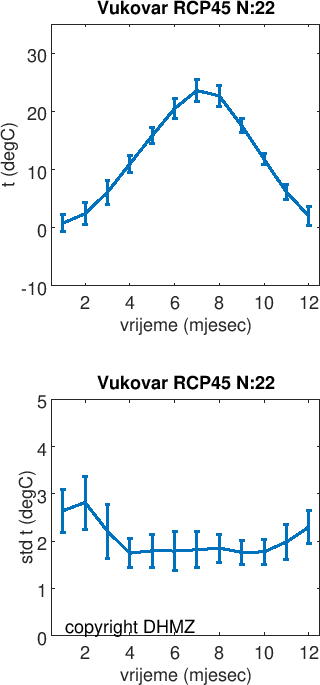 Vukovar RCP45 N:22
30
20
10
0
-10
t (degC)
2 4 6 8 10 12
vrijeme (mjesec)
Vukovar RCP45 N:22
5
4
3
2
1
0
std t (degC)
copyright DHMZ
2 4 6 8 10 12
vrijeme (mjesec)